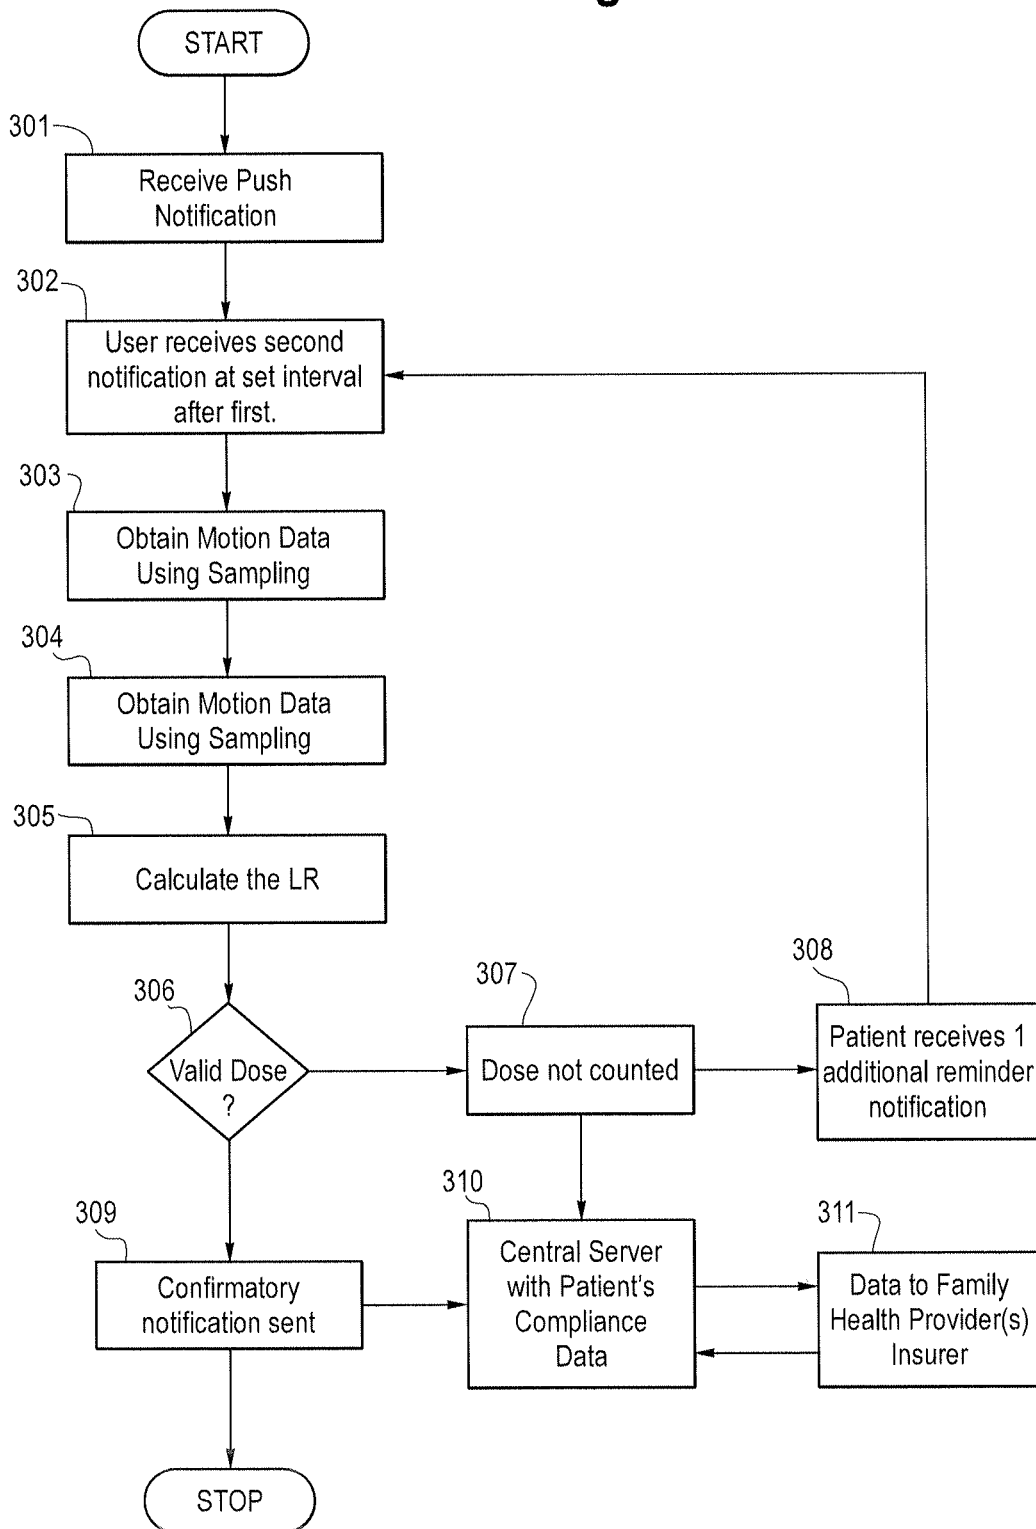 START
301
Receive Push
Notification
302
User receives second
notification at set interval
after first.
303
Obtain Motion Data
Using Sampling
304
Obtain Motion Data
Using Sampling
305
Calculate the LR
306
Valid Dose
?
307
Dose not counted
308
Patient receives 1
additional reminder
notification
309
Confirmatory
notification sent
310
Central Server
with Patient's
Compliance
Data
311
Data to Family
Health Provider(s)
Insurer
STOP